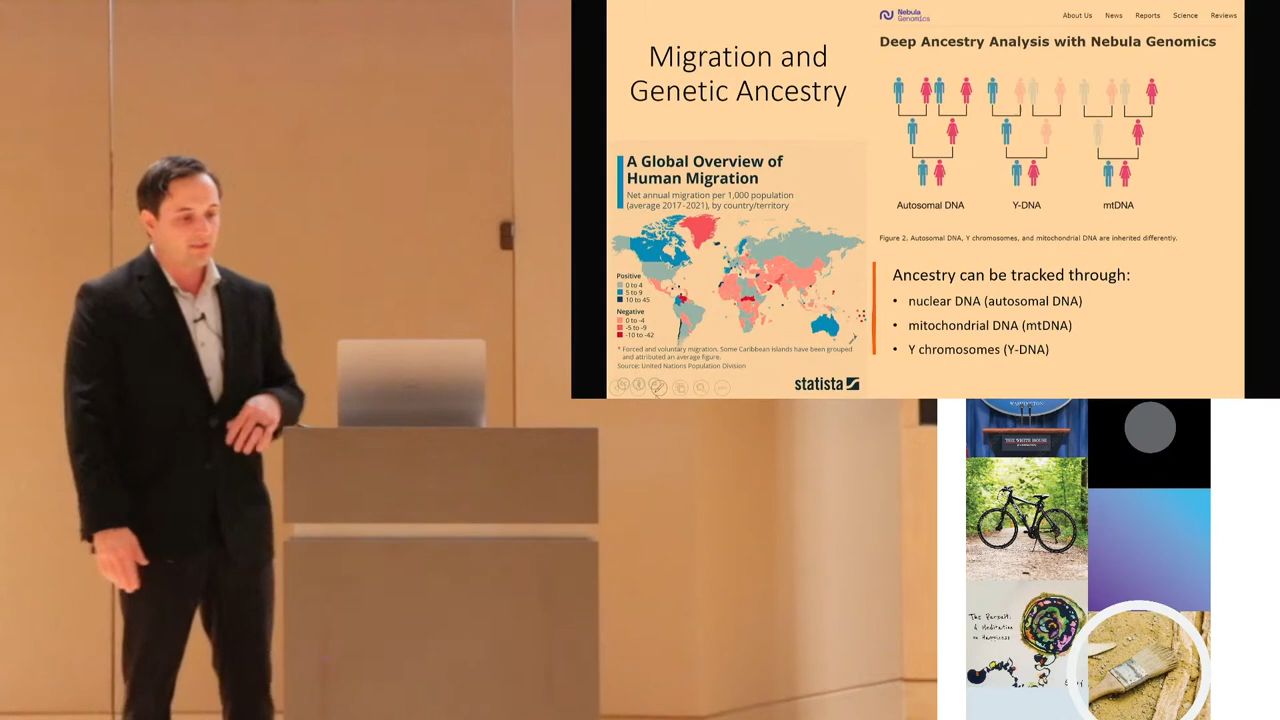 Migration and
Genetic Ancestry
A Global Overview of
Human Migration
Net annual migration per 1,000 population
(average 2017-2021), by country/territory
Positive
0 to 4
5 to 9
10 to 45
Negative
0 to -4
-5 to -9
-10 to -42
* Forced and voluntary migration. Some Caribbean islands have been grouped
and attributed an average figure.
Source: United Nations Population Division
statista
Nebula
Genomics
About Us News Reports Science Reviews
Deep Ancestry Analysis with Nebula Genomics
Autosomal DNA Y-DNA mtDNA
Figure 2. Autosomal DNA, Y chromosomes, and mitochondrial DNA are inherited differently.
Ancestry can be tracked through:
• nuclear DNA (autosomal DNA)
• mitochondrial DNA (mtDNA)
• Y chromosomes (Y-DNA)
WASHINGTON
THE WHITE HOUSE
The Pursuit:
A Meditation
on Happiness